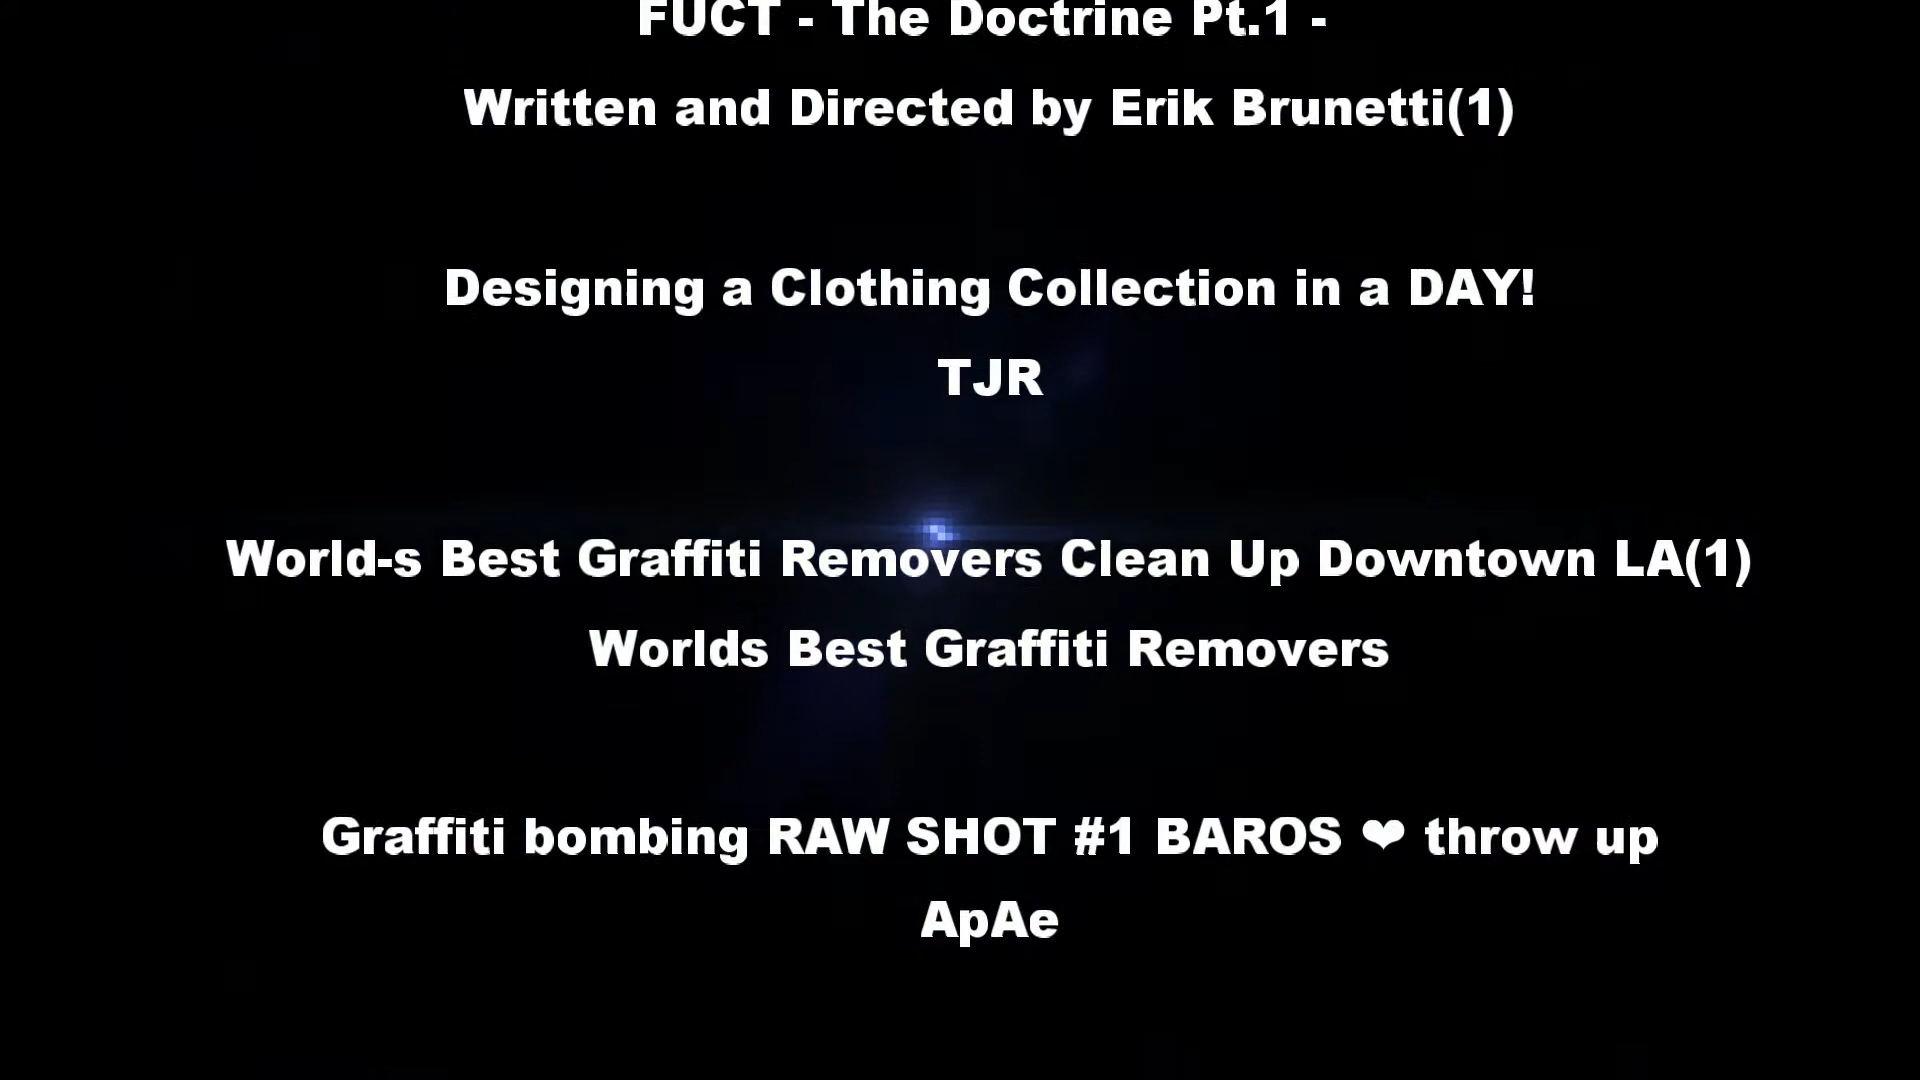 FUCT - The Doctrine Pt.1 -
Written and Directed by Erik Brunetti(1)
Designing a Clothing Collection in a DAY!
TJR
World-s Best Graffiti Removers Clean Up Downtown LA(1)
Worlds Best Graffiti Removers
Graffiti bombing RAW SHOT #1 BAROS ❤ throw up
ApAe